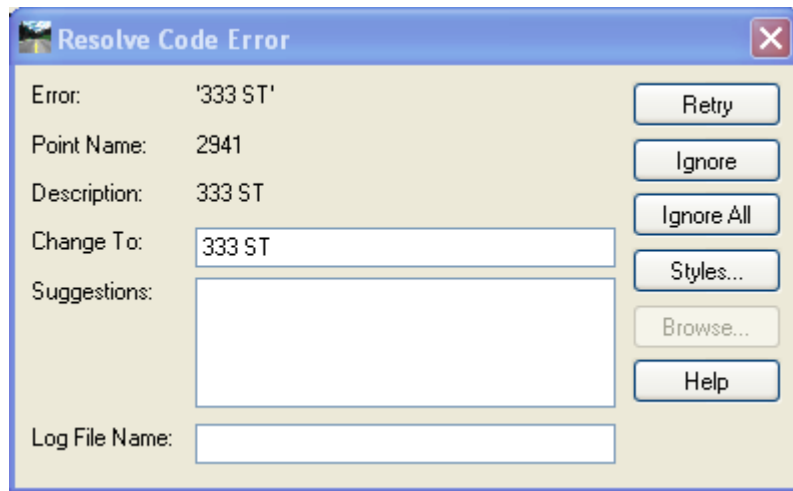 Resolve Code Error
Error: '333 ST'
Point Name: 2941
Description: 333 ST
Change To: 333 ST
Suggestions:
Log File Name:
Retry
Ignore
Ignore All
Styles...
Browse...
Help